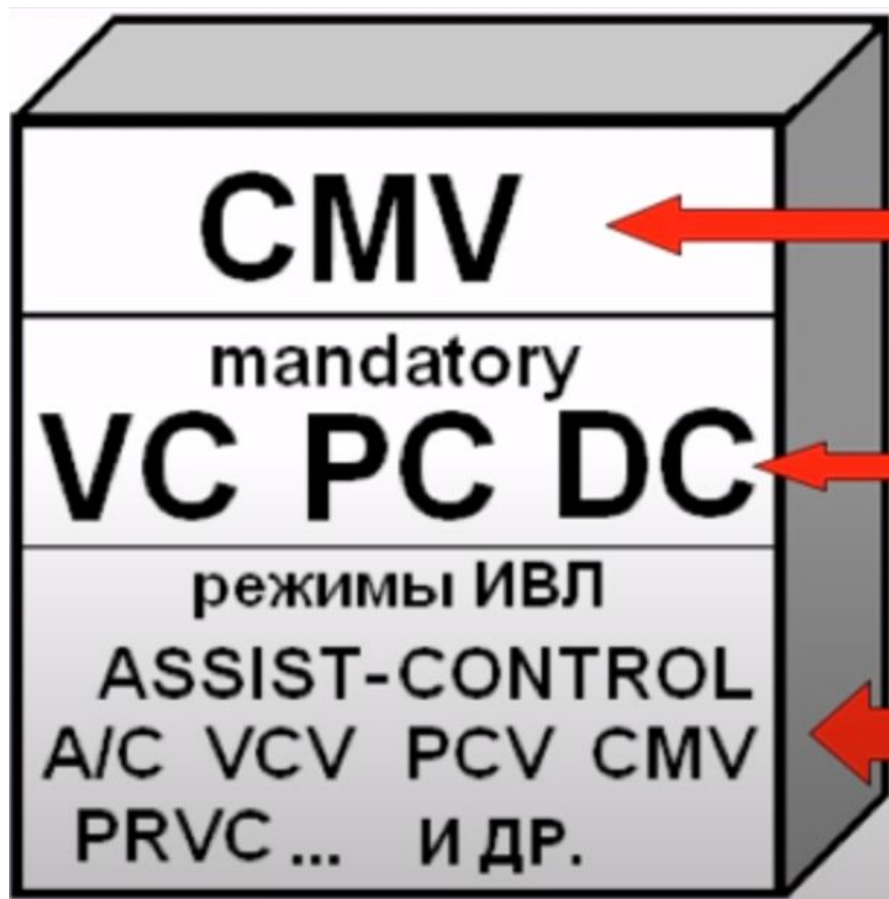 CMV
mandatory
VC PC DC
режимы ИВЛ
ASSIST-CONTROL
A/C VCV PCV CMV
PRVC ... и др.